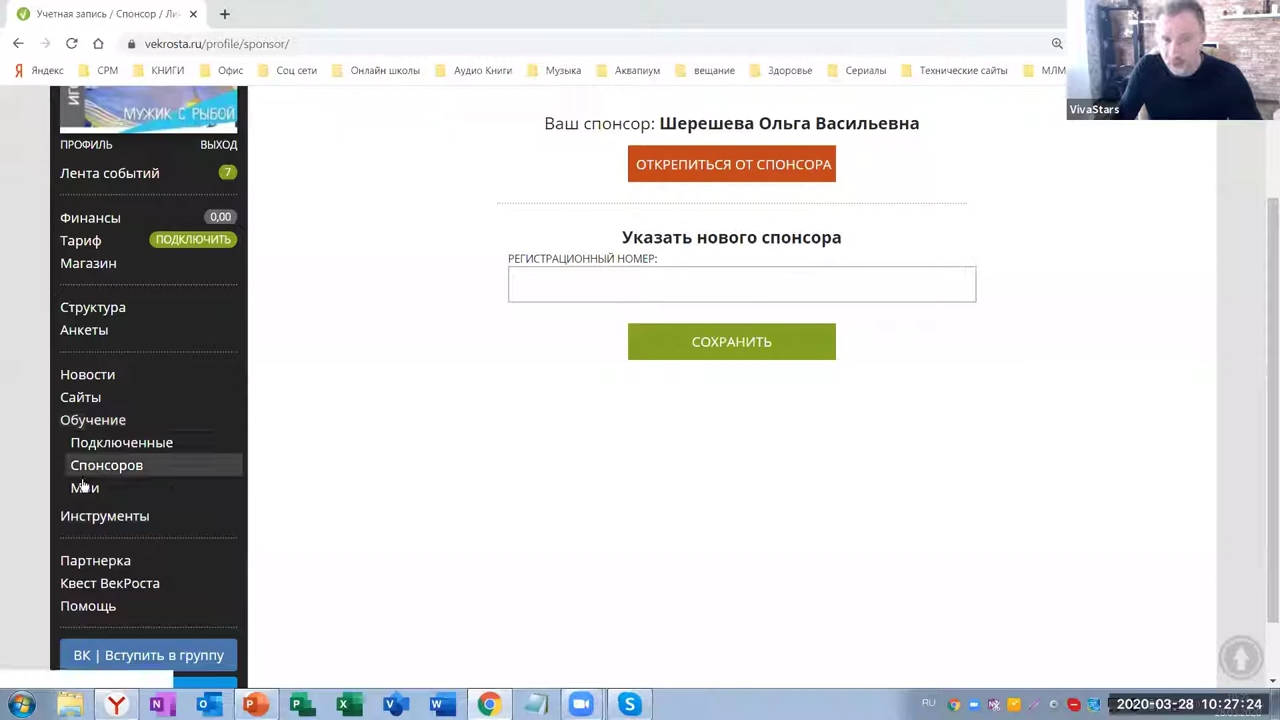 Учетная запись / Спонсор / Ли
vekrosta.ru/profile/sponsor/
Яндекс СРМ КНИГИ Офис Соц сети Онлайн школы Аудио Книги Музыка Аквапиум вещание Здоровье Сериалы Технические сайты МЛМ
VivaStars
МУЖИК С РЫБОЙ
ПРОФИЛЬ ВЫХОД
Лента событий 7
Финансы 0,00
Тариф ПОДКЛЮЧИТЬ
Магазин
Структура
Анкеты
Новости
Сайты
Обучение
Подключенные
Спонсоров
Инструменты
Партнерка
Квест ВекРоста
Помощь
ВК | Вступить в группу
Ваш спонсор: Шерешева Ольга Васильевна
ОТКРЕПИТЬСЯ ОТ СПОНСОРА
Указать нового спонсора
РЕГИСТРАЦИОННЫЙ НОМЕР:
СОХРАНИТЬ
RU
2020-03-28 10:27:24